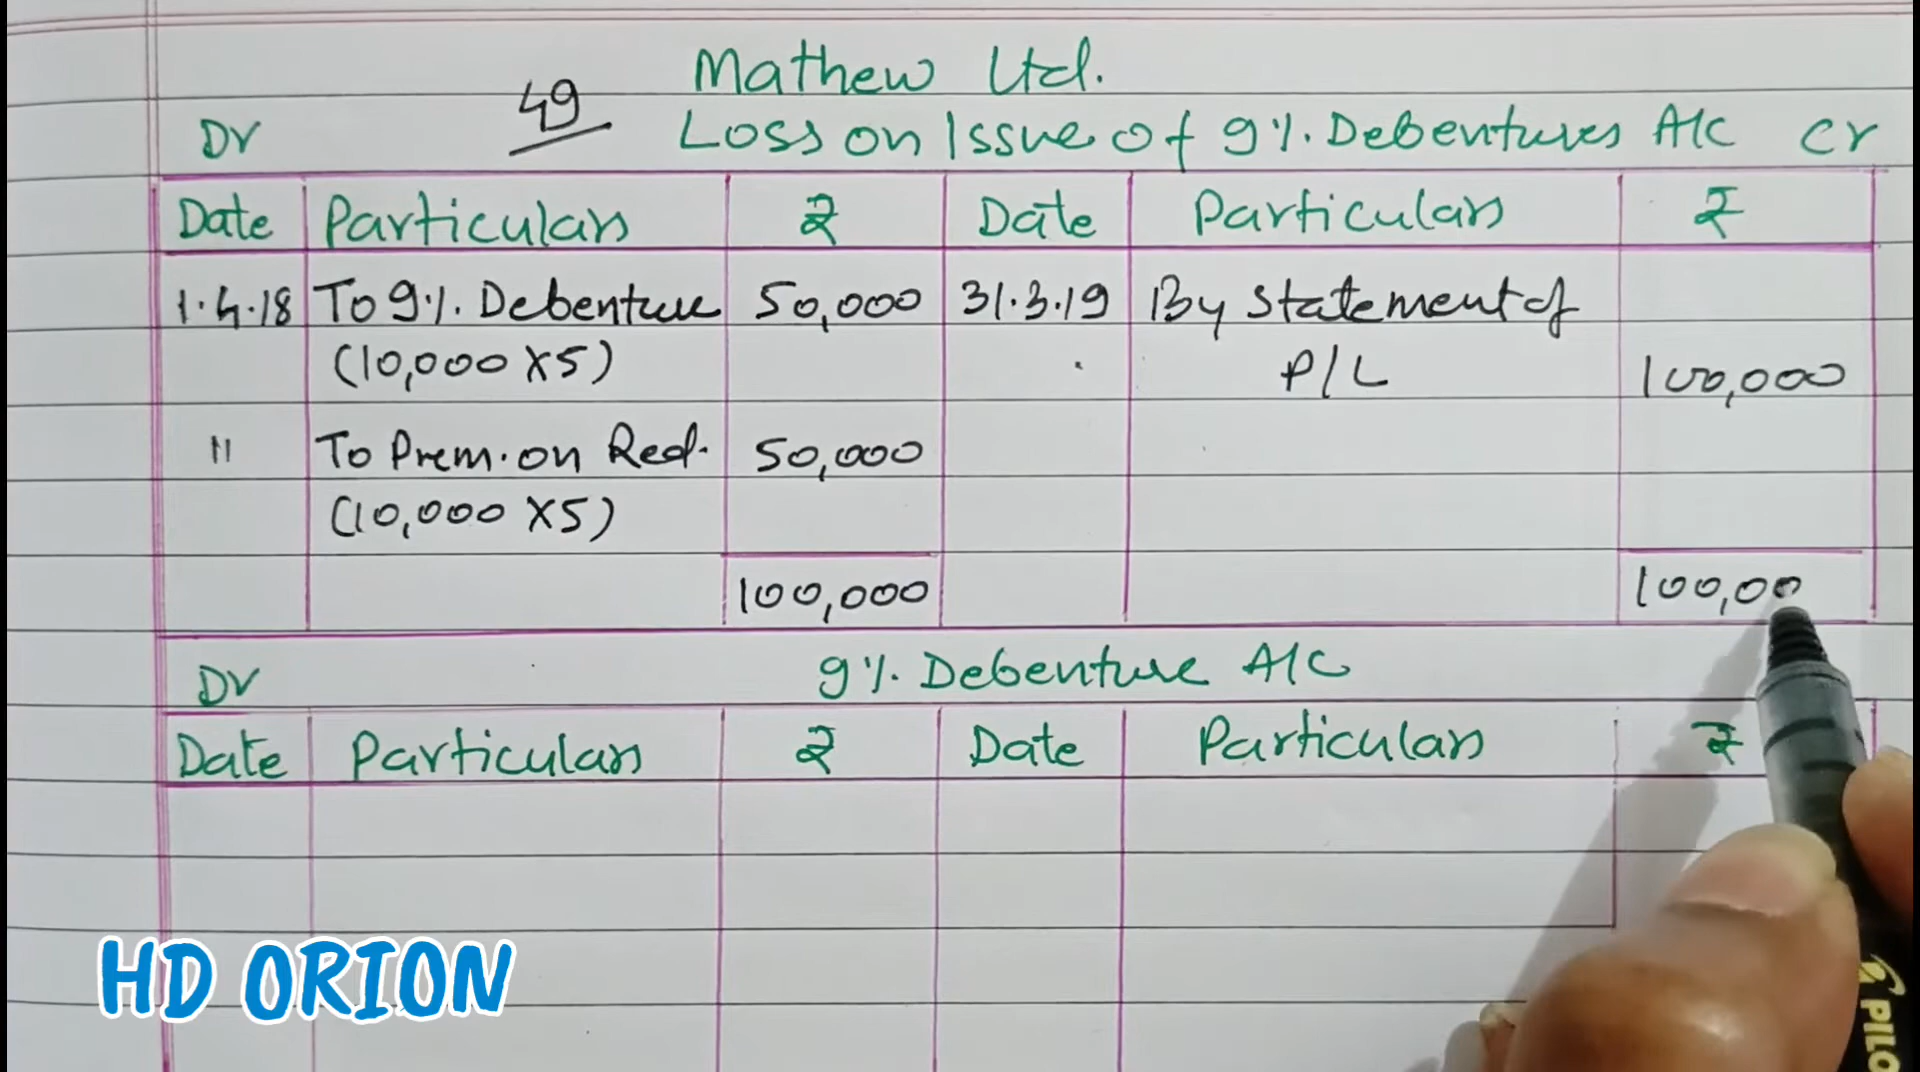 Mathew Ltd.
49
Dr Loss on Issue of 9%. Debentures A/C Cr
Date Particulars ₹ Date Particulars ₹
1.4.18 To 9%. Debenture 50,000 31.3.19 By Statement of
(10,000 X5) P/L 100,000
" To Prem. on Red. 50,000
(10,000 X5)
100,000 100,00
Dr 9%. Debenture A/C
Date Particulars ₹ Date Particulars ₹
HD ORION
PILO